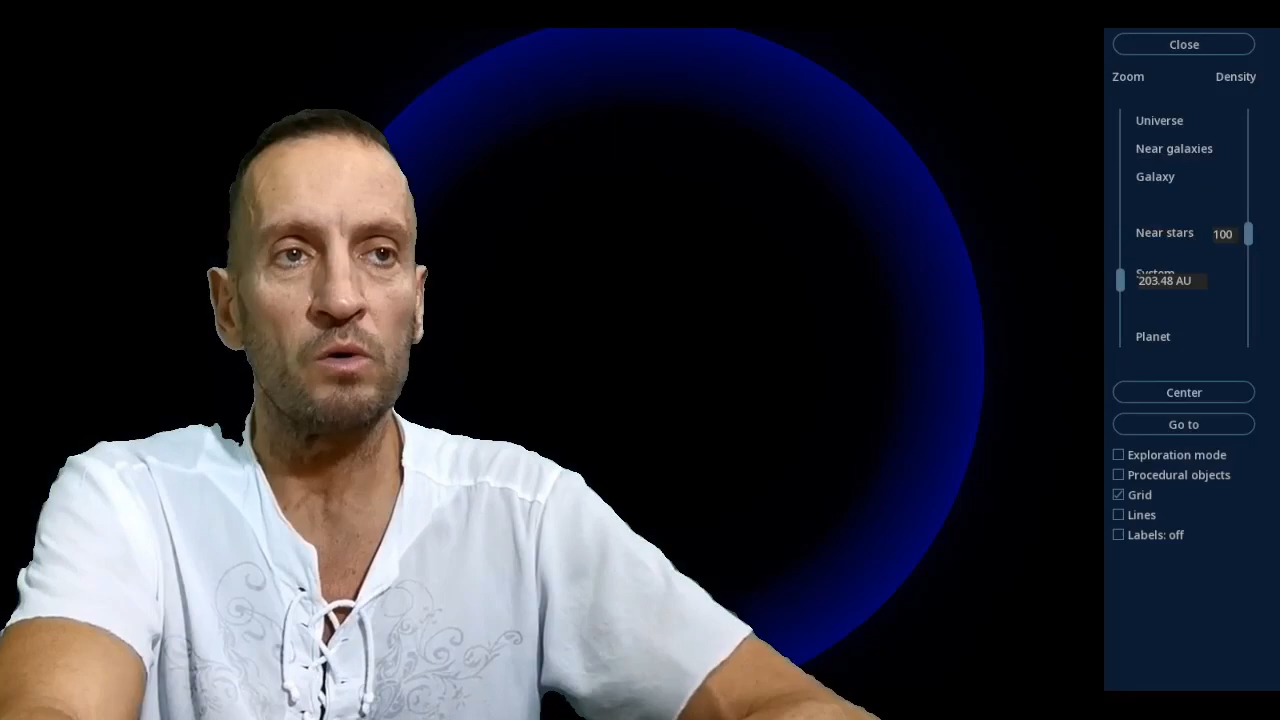 Close
Zoom Density
Universe
Near galaxies
Galaxy
Near stars 100
System
203.48 AU
Planet
Center
Go to
Exploration mode
Procedural objects
Grid
Lines
Labels: off